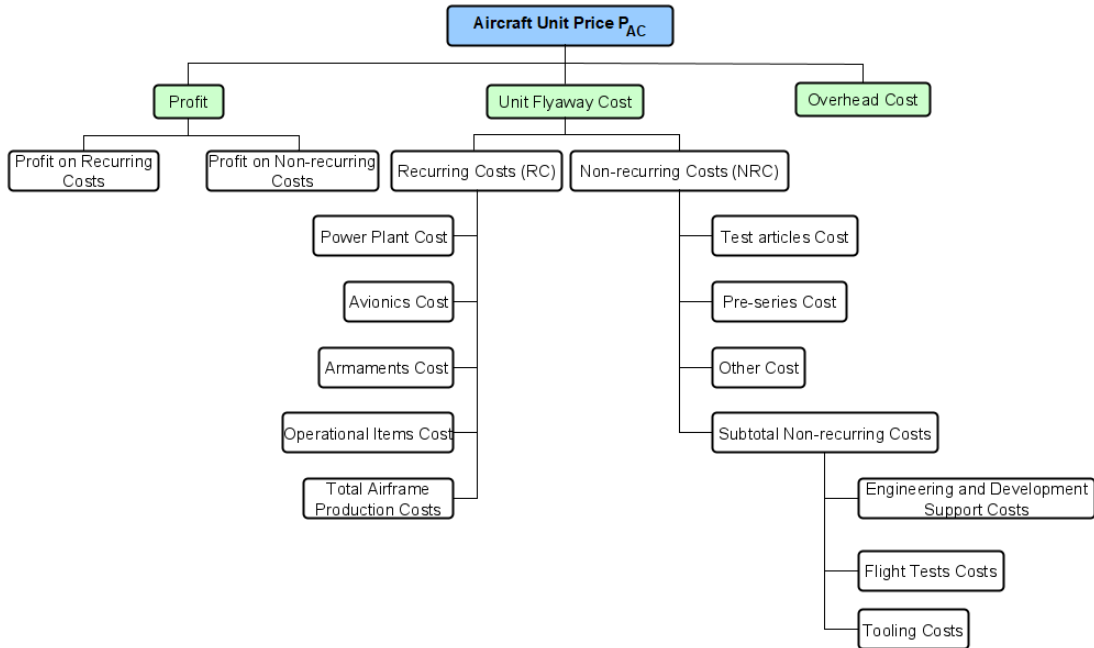 Aircraft Unit Price P_AC
Profit
Unit Flyaway Cost
Overhead Cost
Profit on Recurring
Costs
Profit on Non-recurring
Costs
Recurring Costs (RC)
Non-recurring Costs (NRC)
Power Plant Cost
Test articles Cost
Avionics Cost
Pre-series Cost
Armaments Cost
Other Cost
Operational Items Cost
Subtotal Non-recurring Costs
Total Airframe
Production Costs
Engineering and Development
Support Costs
Flight Tests Costs
Tooling Costs